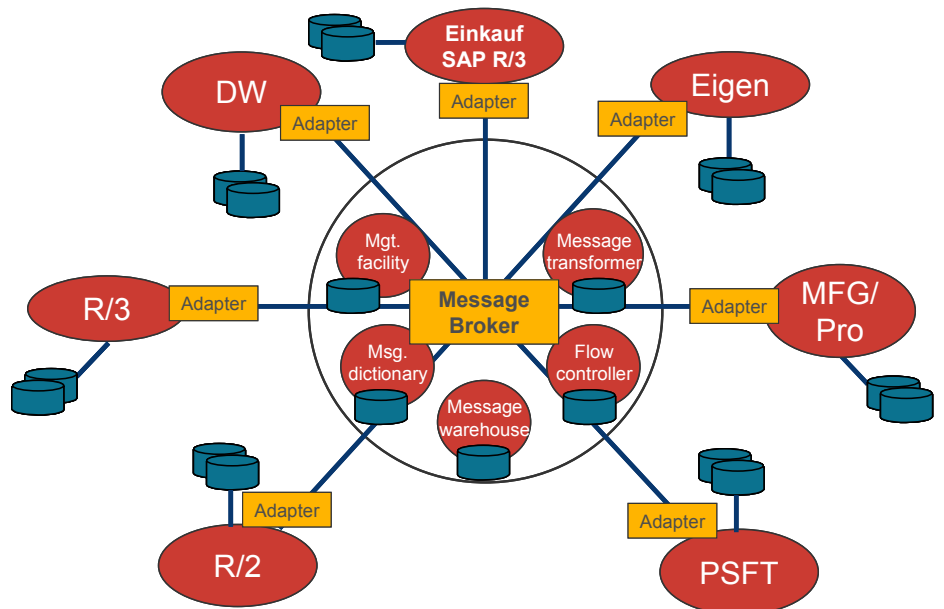 Einkauf
SAP R/3
DW
Eigen
Adapter
Adapter
Adapter
Mgt.
facility
Message
transformer
R/3
Adapter
Message
Broker
Adapter
MFG/
Pro
Msg.
dictionary
Flow
controller
Message
warehouse
Adapter
Adapter
R/2
PSFT